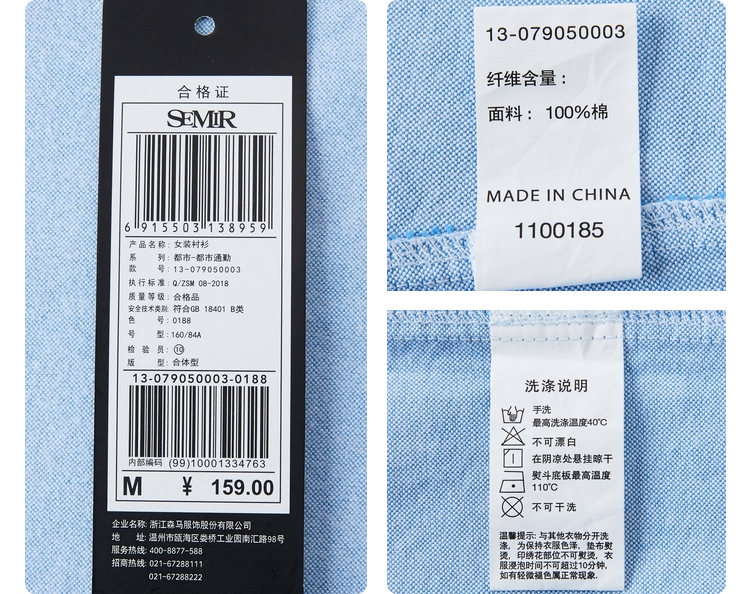 合格证
SEMIR
6 915503 138959
产品名称: 女装衬衫
系 列: 都市-都市通勤
款 号: 13-079050003
执行标准: Q/ZSM 08-2018
质量等级: 合格品
安全技术类别: 符合GB 18401 B类
色 号: 0188
号 型: 160/84A
检 验 员: ⑩
版 型: 合体型
13-079050003-0188
内部编码 (99)10001334763
M ¥ 159.00
企业名称: 浙江森马服饰股份有限公司
地 址: 温州市瓯海区娄桥工业园南汇路98号
服务热线: 400-8877-588
招商热线: 021-67288111
021-67288222
13-079050003
纤维含量:
面料: 100%棉
MADE IN CHINA
1100185
洗涤说明
手洗
最高洗涤温度40℃
不可漂白
在阴凉处悬挂晾干
熨斗底板最高温度
110℃
不可干洗
温馨提示: 与其他衣物分开洗
涤, 为保持衣服色泽, 垫布熨
烫, 印绣花部位不可熨烫, 衣
服浸泡时间不可超过10分钟,
如有轻微褪色属正常现象.